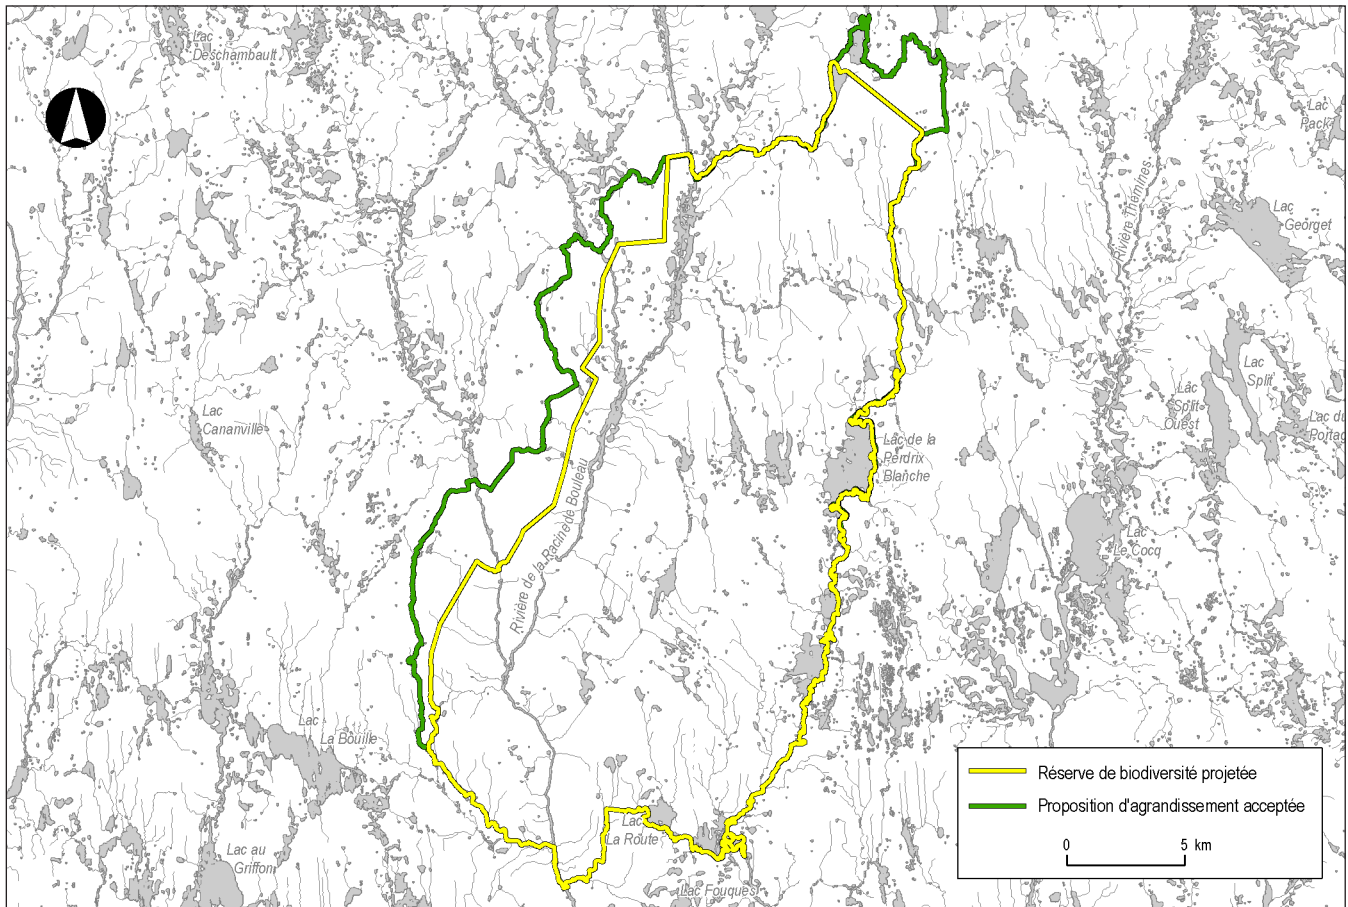 Lac
Deschambault
Lac
Pack
Rivière Thémines
Lac
Georget
Lac
Split
Lac
Split
Ouest
Lac du
Portag
Lac
Cananville
Lac de la
Perdrix
Blanche
Rivière de la Racine de Bouleau
Lac
Le Cocq
Lac
La Bouille
Lac
La Route
Lac au
Griffon
Lac Fouques
Réserve de biodiversité projetée
Proposition d'agrandissement acceptée
0 5 km